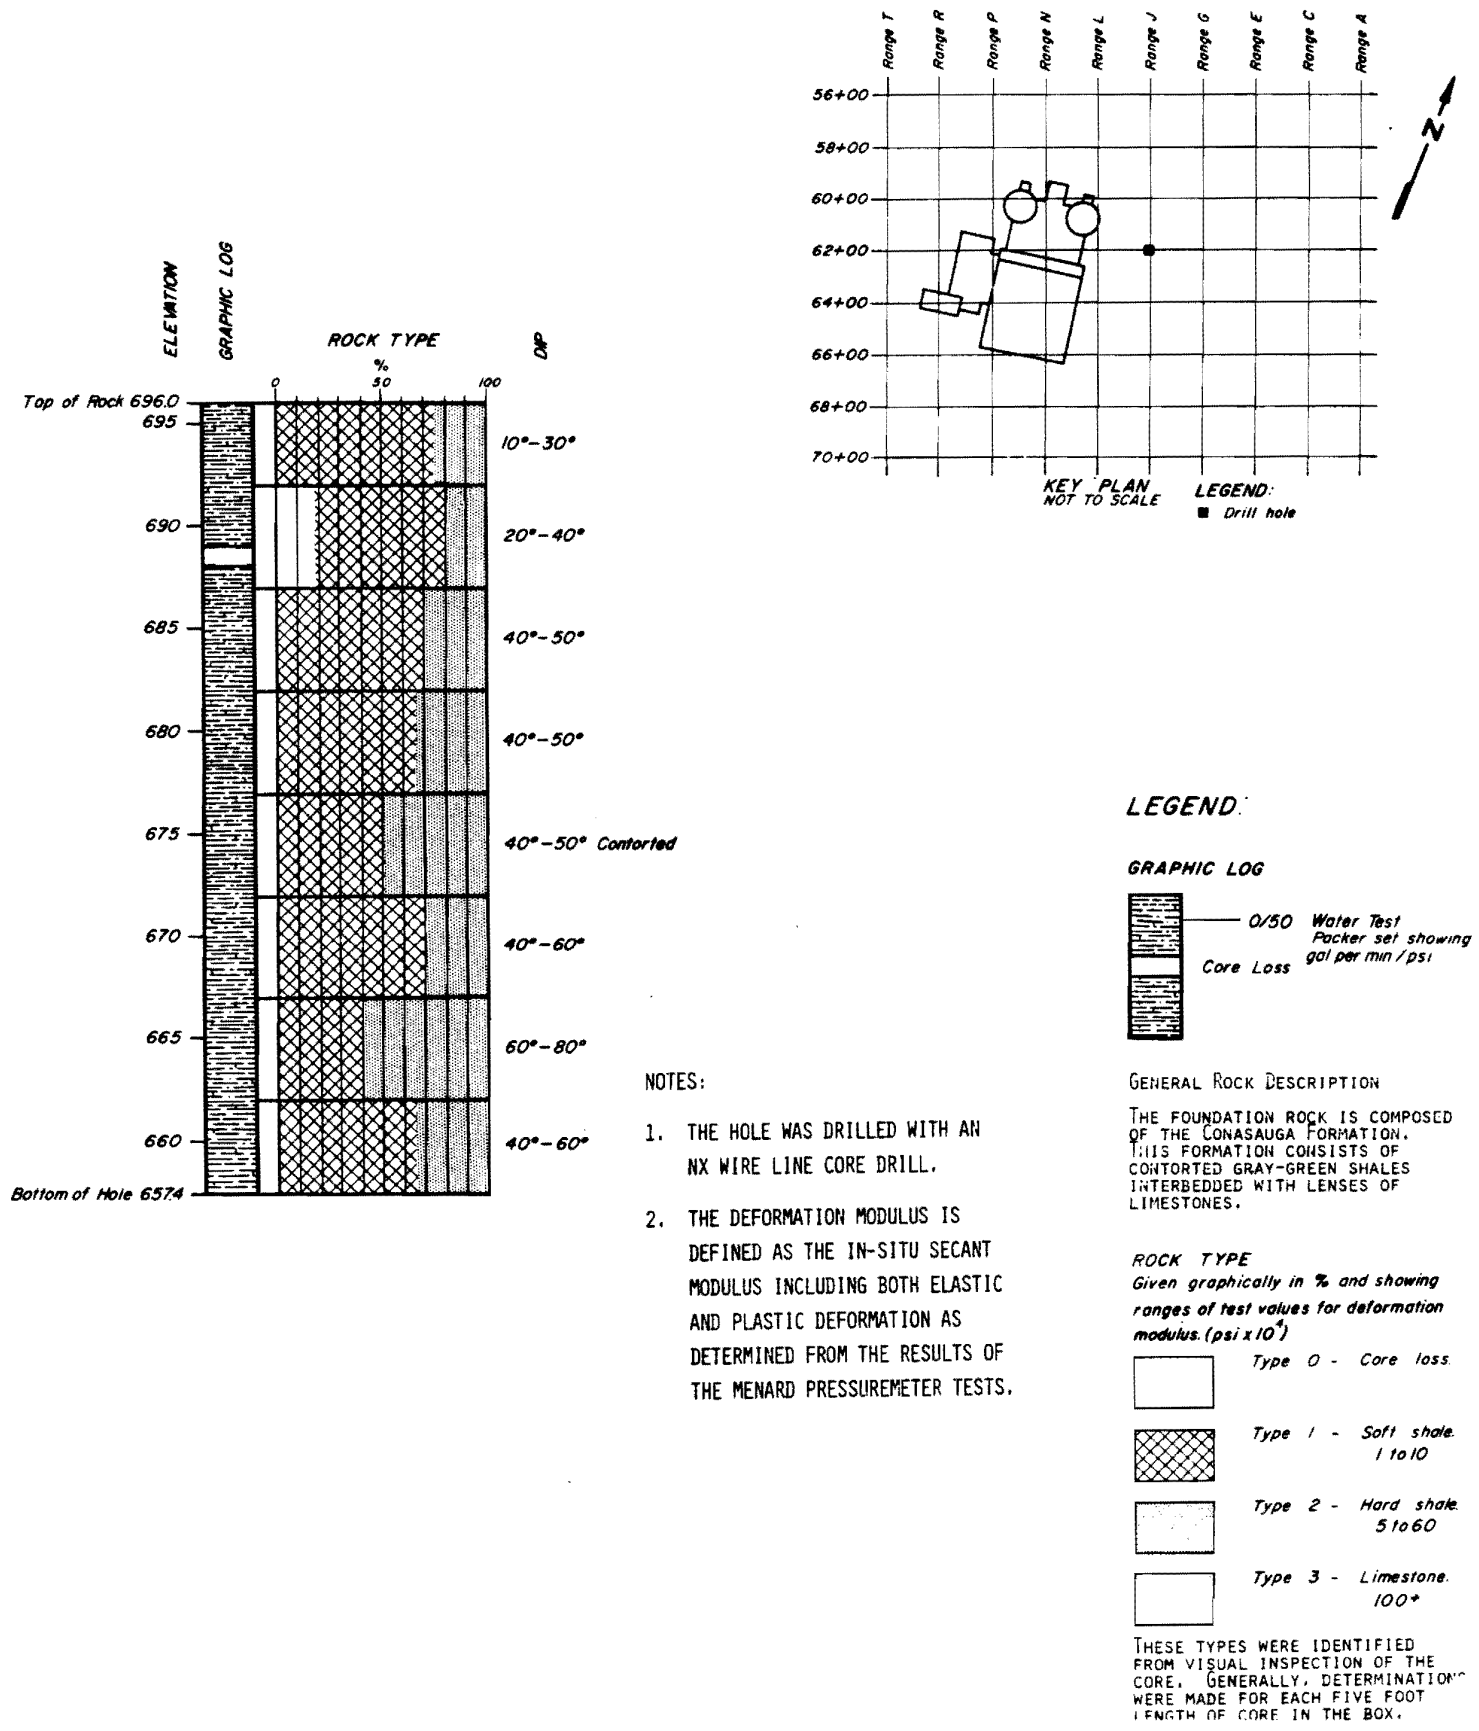 Range T
Range R
Range P
Range N
Range L
Range J
Range G
Range E
Range C
Range A
56+00
58+00
60+00
62+00
64+00
66+00
68+00
70+00
N
KEY PLAN
NOT TO SCALE
LEGEND:
Drill hole
ELEVATION
GRAPHIC LOG
ROCK TYPE
%
DIP
0 50 100
Top of Rock 696.0
695
10°-30°
690
20°-40°
685
40°-50°
680
40°-50°
675
40°-50° Contorted
670
40°-60°
665
60°-80°
660
40°-60°
Bottom of Hole 657.4
NOTES:
1. THE HOLE WAS DRILLED WITH AN
NX WIRE LINE CORE DRILL.
2. THE DEFORMATION MODULUS IS
DEFINED AS THE IN-SITU SECANT
MODULUS INCLUDING BOTH ELASTIC
AND PLASTIC DEFORMATION AS
DETERMINED FROM THE RESULTS OF
THE MENARD PRESSUREMETER TESTS.
LEGEND:
GRAPHIC LOG
0/50 Water Test
Packer set showing
gal per min/psi
Core Loss
GENERAL ROCK DESCRIPTION
THE FOUNDATION ROCK IS COMPOSED
OF THE CONASAUGA FORMATION.
THIS FORMATION CONSISTS OF
CONTORTED GRAY-GREEN SHALES
INTERBEDDED WITH LENSES OF
LIMESTONES.
ROCK TYPE
Given graphically in % and showing
ranges of test values for deformation
modulus. (psi x 10⁴)
Type 0 - Core loss.
Type 1 - Soft shale.
1 to 10
Type 2 - Hard shale.
5 to 60
Type 3 - Limestone.
100+
THESE TYPES WERE IDENTIFIED
FROM VISUAL INSPECTION OF THE
CORE. GENERALLY, DETERMINATIONS
WERE MADE FOR EACH FIVE FOOT
LENGTH OF CORE IN THE BOX.